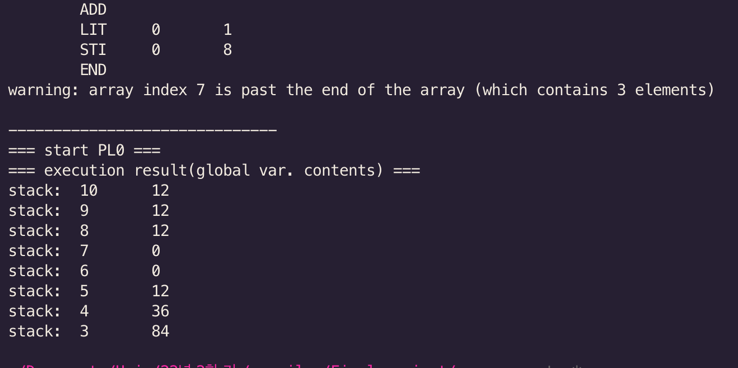 ADD
LIT 0 1
STI 0 8
END
warning: array index 7 is past the end of the array (which contains 3 elements)
------------------------------
=== start PL0 ===
=== execution result(global var. contents) ===
stack: 10 12
stack: 9 12
stack: 8 12
stack: 7 0
stack: 6 0
stack: 5 12
stack: 4 36
stack: 3 84